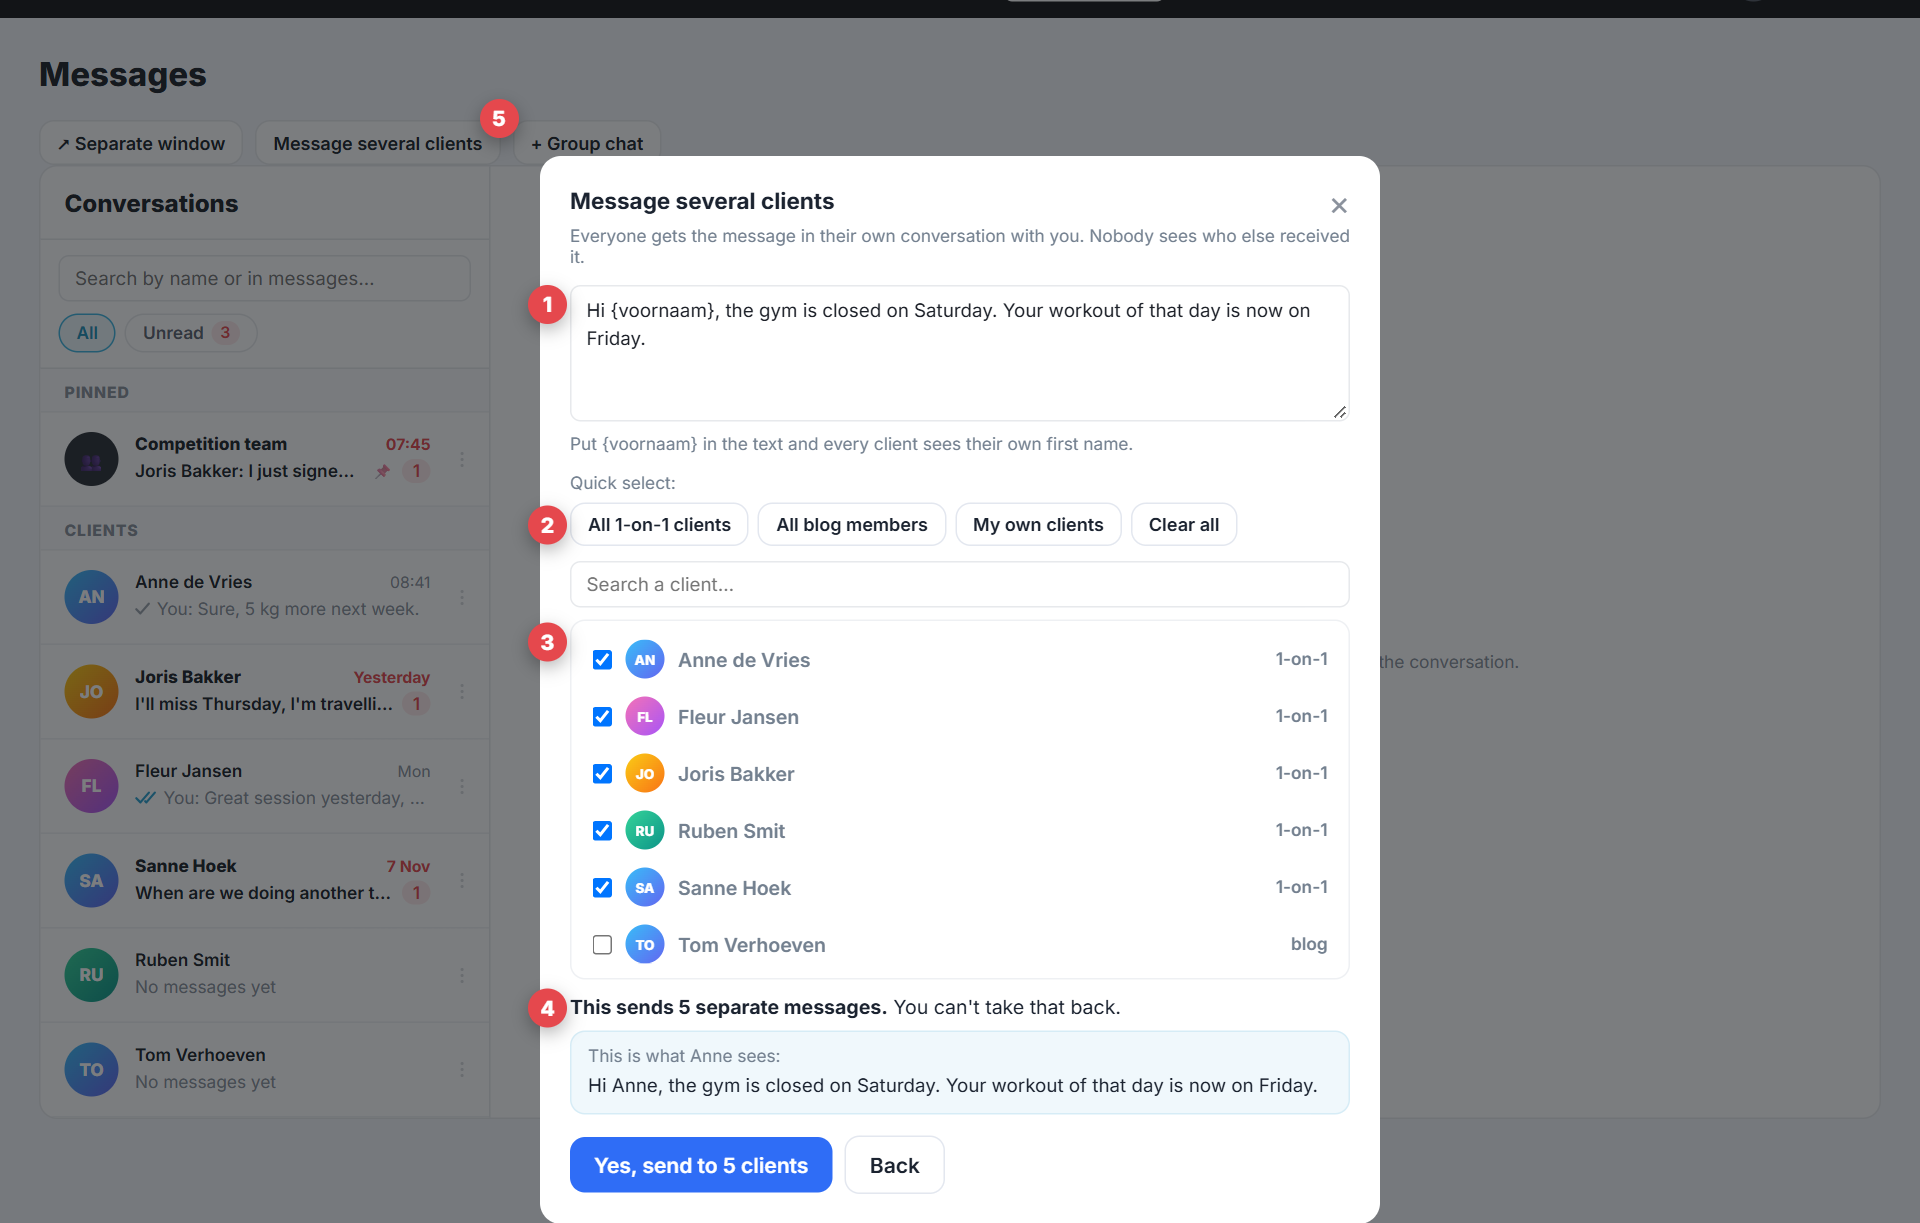 Messages
5
↗ Separate window
Message several clients
+ Group chat
Conversations
Search by name or in messages...
All
Unread 3
PINNED
Competition team 07:45
Joris Bakker: I just signe... 1
CLIENTS
AN
Anne de Vries 08:41
You: Sure, 5 kg more next week.
JO
Joris Bakker Yesterday
I'll miss Thursday, I'm travelli... 1
FL
Fleur Jansen Mon
You: Great session yesterday, ...
SA
Sanne Hoek 7 Nov
When are we doing another t... 1
RU
Ruben Smit
No messages yet
TO
Tom Verhoeven
No messages yet
the conversation.
Message several clients
Everyone gets the message in their own conversation with you. Nobody sees who else received
it.
1
Hi {voornaam}, the gym is closed on Saturday. Your workout of that day is now on
Friday.
Put {voornaam} in the text and every client sees their own first name.
Quick select:
2
All 1-on-1 clients
All blog members
My own clients
Clear all
Search a client...
3
AN Anne de Vries 1-on-1
FL Fleur Jansen 1-on-1
JO Joris Bakker 1-on-1
RU Ruben Smit 1-on-1
SA Sanne Hoek 1-on-1
TO Tom Verhoeven blog
4
This sends 5 separate messages. You can't take that back.
This is what Anne sees:
Hi Anne, the gym is closed on Saturday. Your workout of that day is now on Friday.
Yes, send to 5 clients
Back